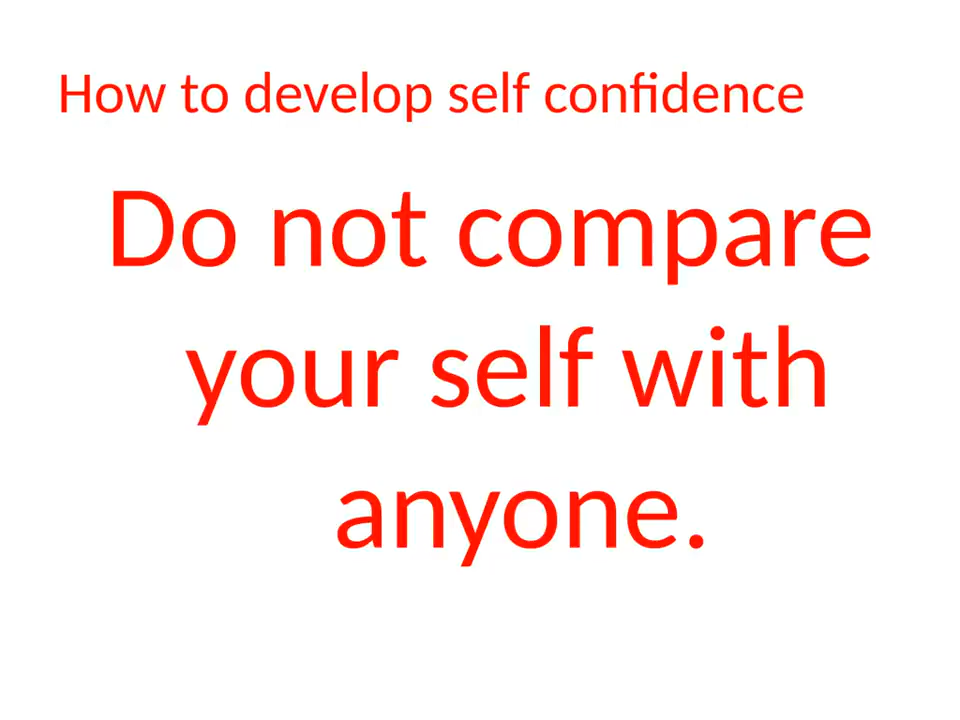 How to develop self confidence
Do not compare
your self with
anyone.